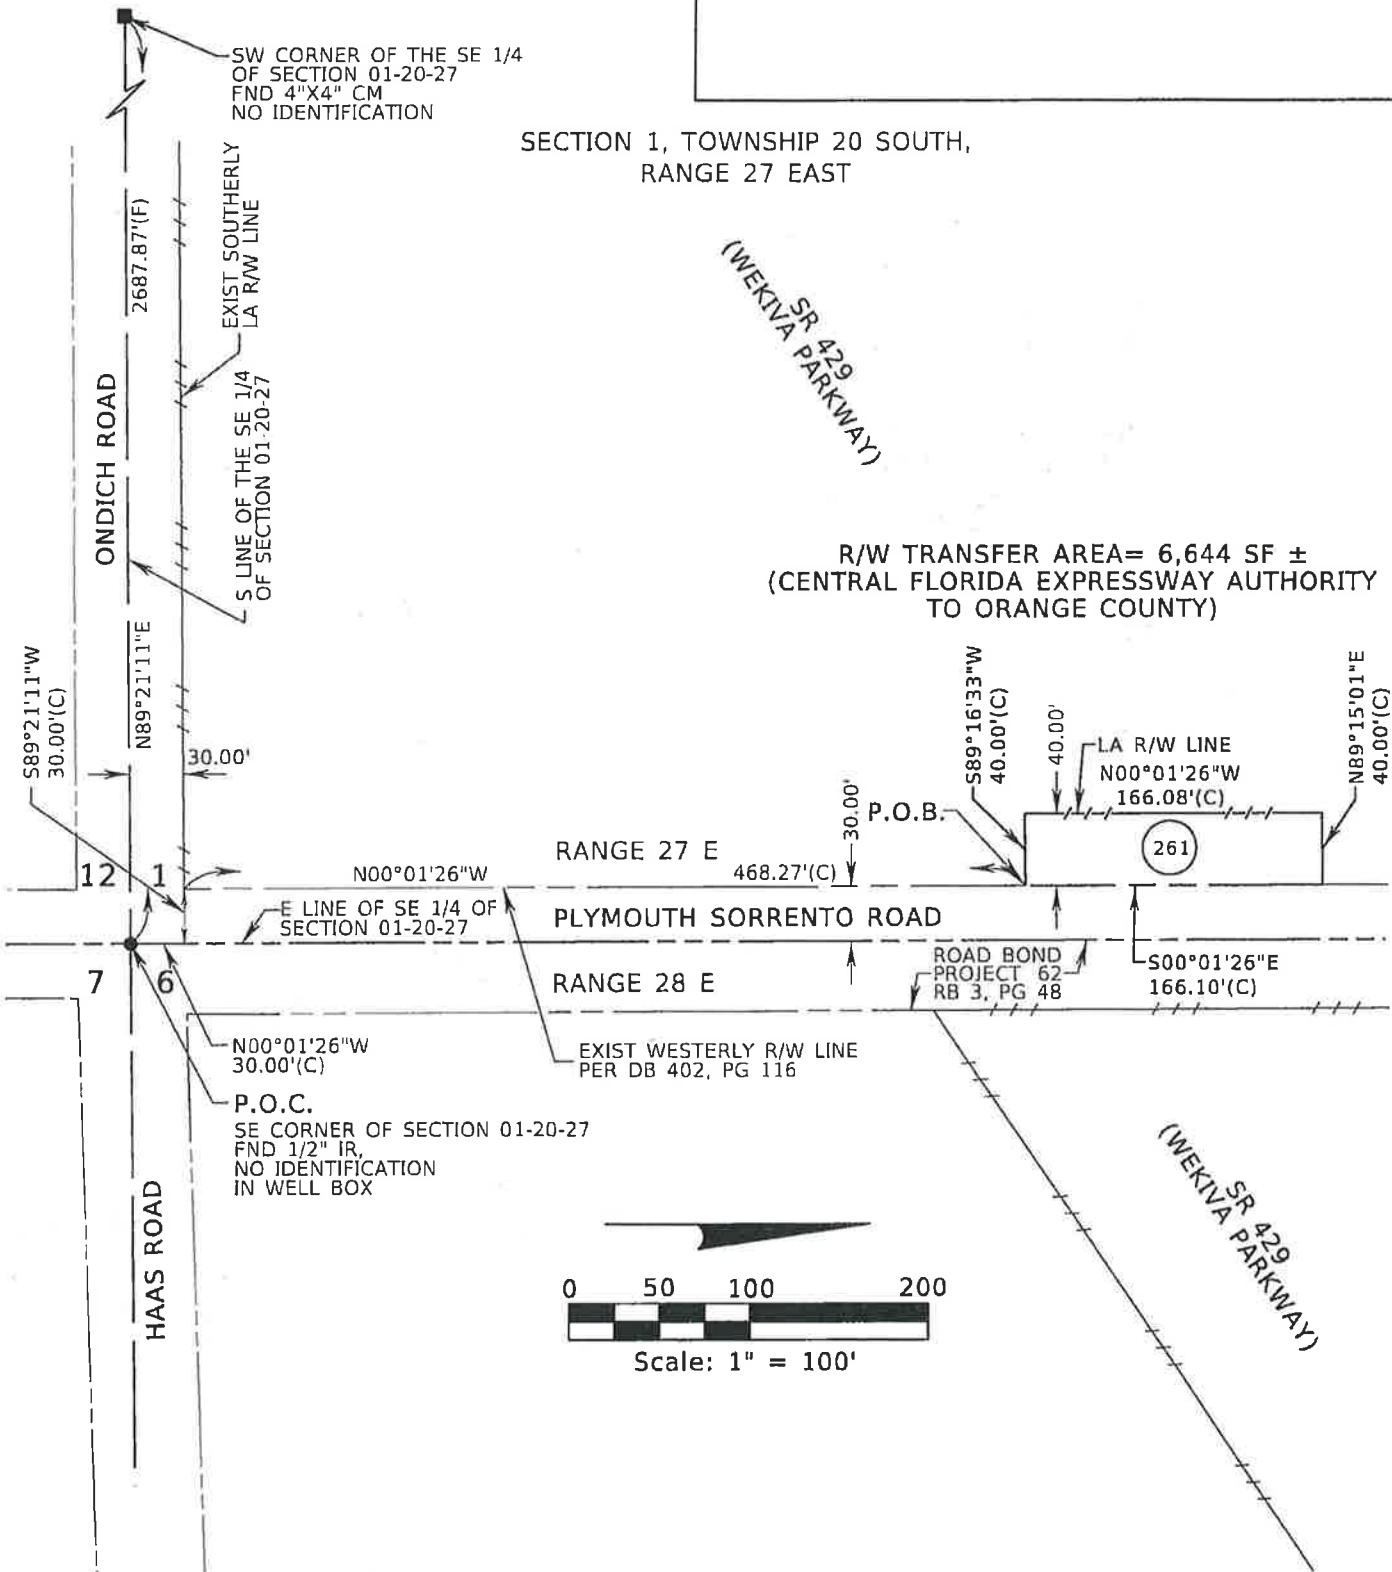 SW CORNER OF THE SE 1/4
OF SECTION 01-20-27
FND 4"X4" CM
NO IDENTIFICATION
SECTION 1, TOWNSHIP 20 SOUTH,
RANGE 27 EAST
2687.87'(F)
EXIST SOUTHERLY
LA R/W LINE
SR 429
(WEKIVA PARKWAY)
ONDICH ROAD
S LINE OF THE SE 1/4
OF SECTION 01-20-27
R/W TRANSFER AREA= 6,644 SF ±
(CENTRAL FLORIDA EXPRESSWAY AUTHORITY
TO ORANGE COUNTY)
S89°21'11"W
30.00'(C)
N89°21'11"E
30.00'
S89°16'33"W
40.00'(C)
40.00'
LA R/W LINE
N00°01'26"W
166.08'(C)
N89°15'01"E
40.00'(C)
30.00'
P.O.B.
261
12
1
N00°01'26"W
RANGE 27 E
468.27'(C)
E LINE OF SE 1/4 OF
SECTION 01-20-27
PLYMOUTH SORRENTO ROAD
7
6
RANGE 28 E
ROAD BOND
PROJECT 62
RB 3, PG 48
S00°01'26"E
166.10'(C)
N00°01'26"W
30.00'(C)
EXIST WESTERLY R/W LINE
PER DB 402, PG 116
P.O.C.
SE CORNER OF SECTION 01-20-27
FND 1/2" IR,
NO IDENTIFICATION
IN WELL BOX
HAAS ROAD
SR 429
(WEKIVA PARKWAY)
0 50 100 200
Scale: 1" = 100'